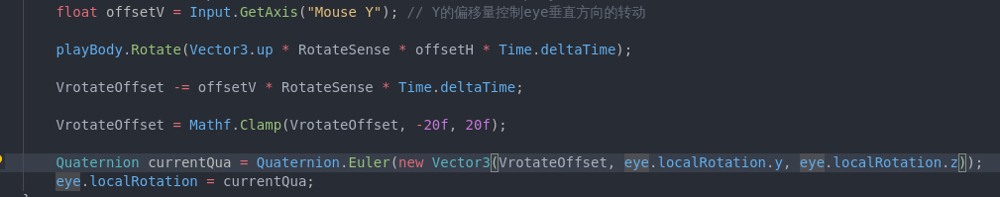 float offsetV = Input.GetAxis("Mouse Y"); // Y的偏移量控制eye垂直方向的转动
playBody.Rotate(Vector3.up * RotateSense * offsetH * Time.deltaTime);
VrotateOffset -= offsetV * RotateSense * Time.deltaTime;
VrotateOffset = Mathf.Clamp(VrotateOffset, -20f, 20f);
Quaternion currentQua = Quaternion.Euler(new Vector3(VrotateOffset, eye.localRotation.y, eye.localRotation.z));
eye.localRotation = currentQua;